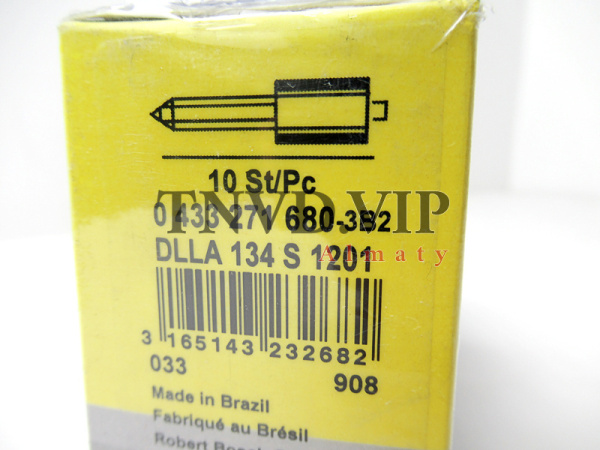 10 St/Pc
TNVD.VIP
0 433 271 680-3B2
Almaty
DLLA 134 S 1201
3 165143 232682
033 908
Made in Brazil
Fabriqué au Brésil
Robert